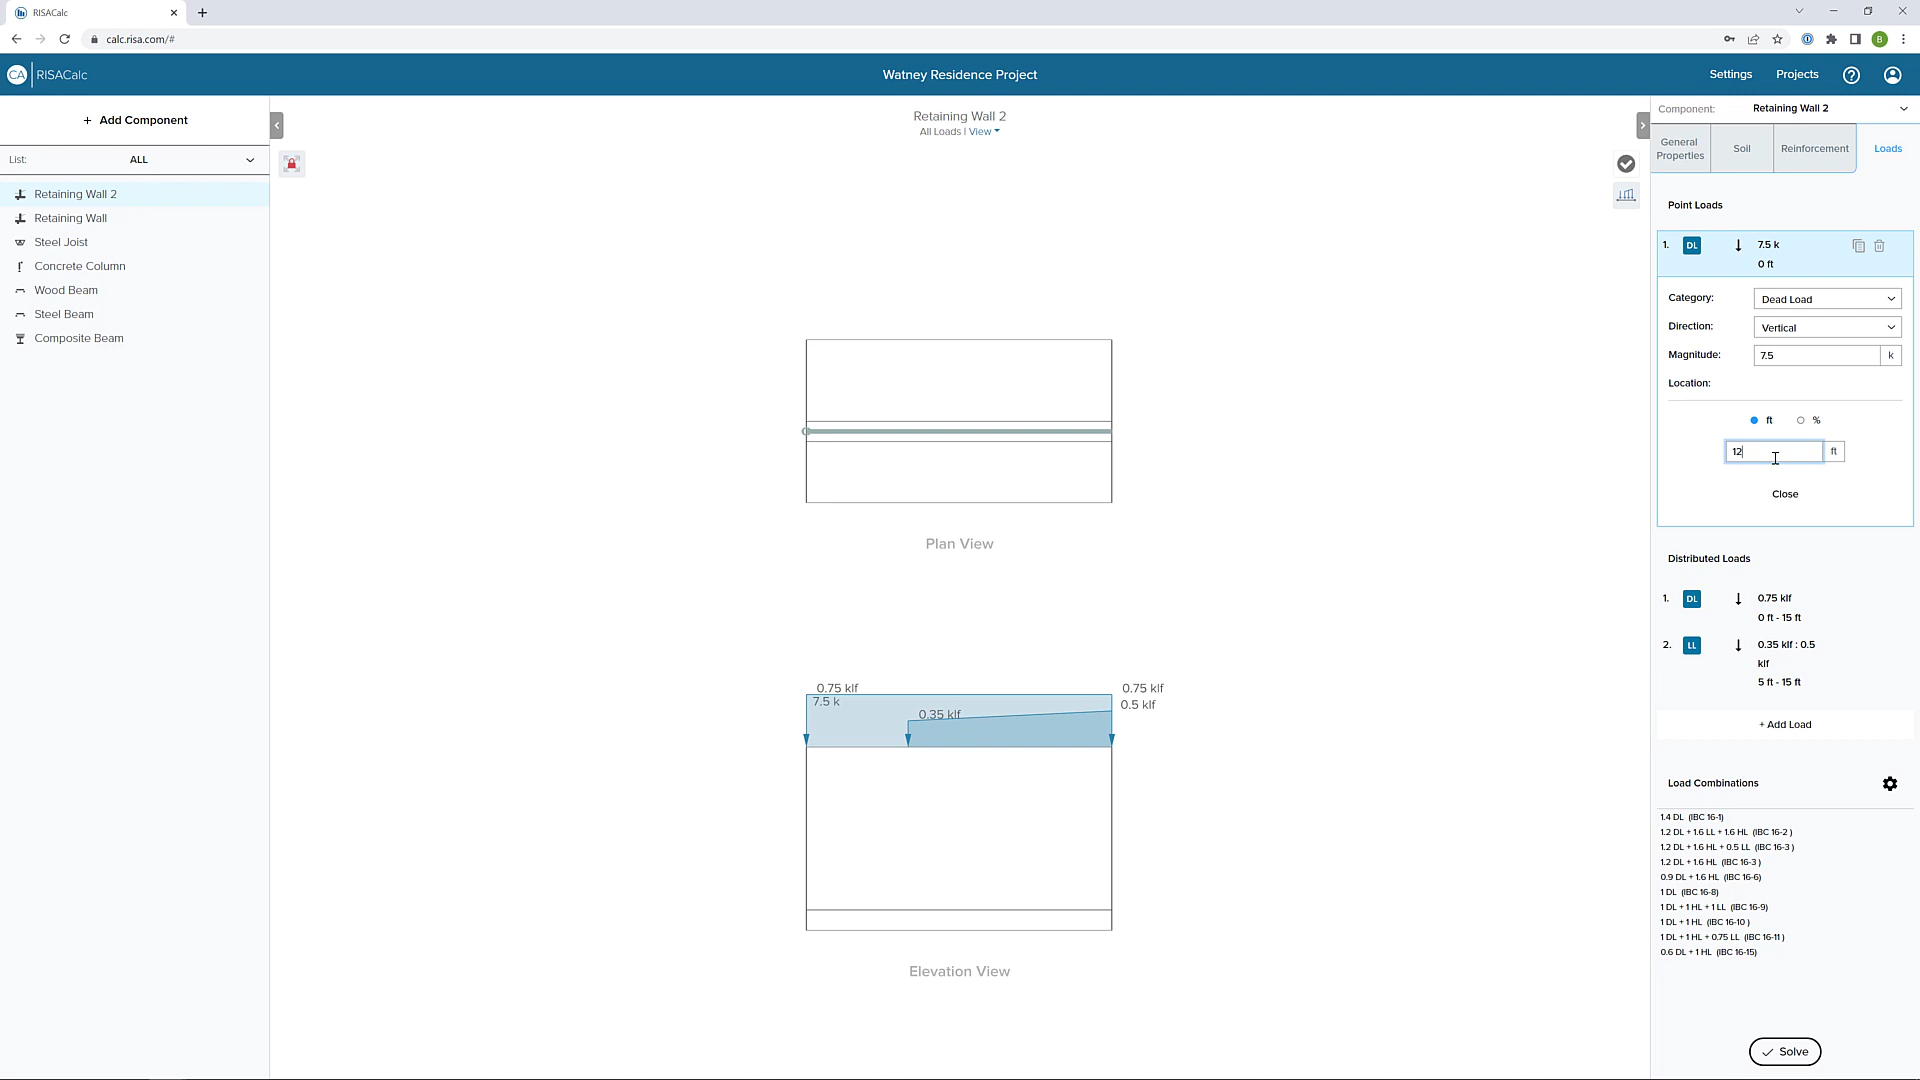 RISACalc
calc.risa.com/#
B
CA RISACalc
Watney Residence Project
Settings
Projects
+ Add Component
List: ALL
Retaining Wall 2
Retaining Wall
Steel Joist
Concrete Column
Wood Beam
Steel Beam
Composite Beam
Retaining Wall 2
All Loads | View
Plan View
0.75 klf
7.5 k
0.35 klf
0.75 klf
0.5 klf
Elevation View
Component: Retaining Wall 2
General Properties
Soil
Reinforcement
Loads
Point Loads
1. DL 7.5 k
0 ft
Category: Dead Load
Direction: Vertical
Magnitude: 7.5 k
Location:
ft %
12 ft
Close
Distributed Loads
1. DL 0.75 klf
0 ft - 15 ft
2. LL 0.35 klf : 0.5
klf
5 ft - 15 ft
+ Add Load
Load Combinations
1.4 DL (IBC 16-1)
1.2 DL + 1.6 LL + 1.6 HL (IBC 16-2 )
1.2 DL + 1.6 HL + 0.5 LL (IBC 16-3 )
1.2 DL + 1.6 HL (IBC 16-3 )
0.9 DL + 1.6 HL (IBC 16-6)
1 DL (IBC 16-8)
1 DL + 1 HL + 1 LL (IBC 16-9)
1 DL + 1 HL (IBC 16-10 )
1 DL + 1 HL + 0.75 LL (IBC 16-11 )
0.6 DL + 1 HL (IBC 16-15)
Solve